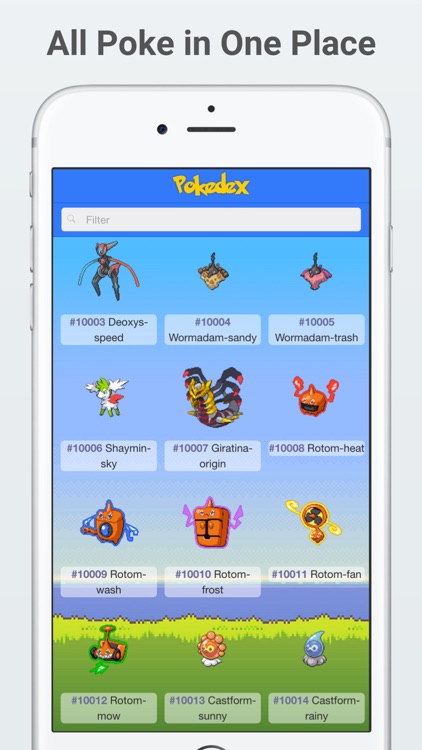 All Poke in One Place
Pokedex
Filter
#10003 Deoxys-
speed
#10004
Wormadam-sandy
#10005
Wormadam-trash
#10006 Shaymin-
sky
#10007 Giratina-
origin
#10008 Rotom-heat
#10009 Rotom-
wash
#10010 Rotom-
frost
#10011 Rotom-fan
#10012 Rotom-
mow
#10013 Castform-
sunny
#10014 Castform-
rainy